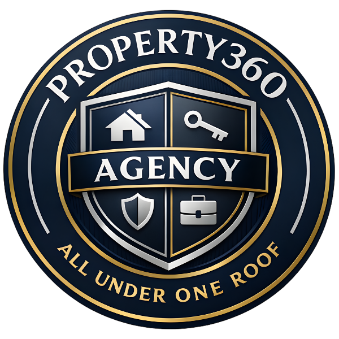 PROPERTY360
AGENCY
ALL UNDER ONE ROOF